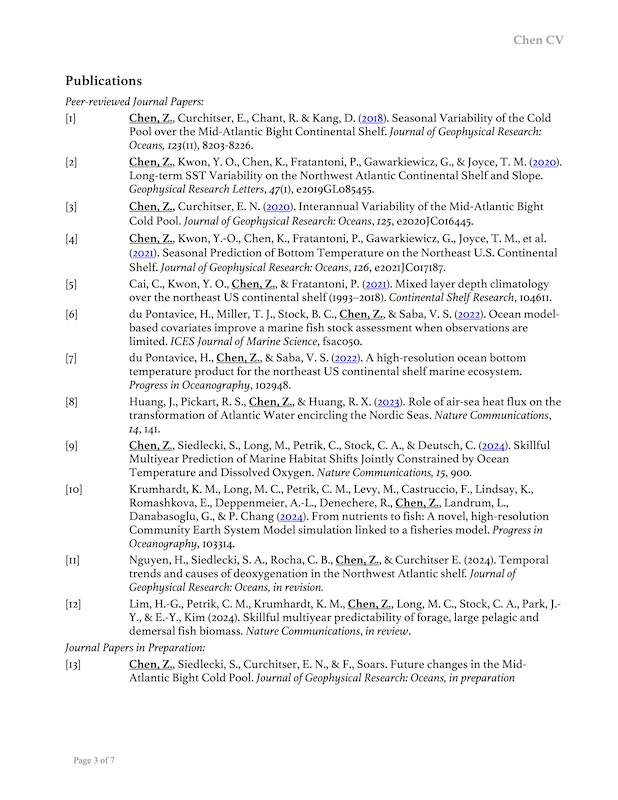 Chen CV
Publications
Peer-reviewed Journal Papers:
[1] Chen, Z., Curchitser, E., Chant, R. & Kang, D. (2018). Seasonal Variability of the Cold
Pool over the Mid-Atlantic Bight Continental Shelf. Journal of Geophysical Research:
Oceans, 123(11), 8203-8226.
[2] Chen, Z., Kwon, Y. O., Chen, K., Fratantoni, P., Gawarkiewicz, G., & Joyce, T. M. (2020).
Long-term SST Variability on the Northwest Atlantic Continental Shelf and Slope.
Geophysical Research Letters, 47(1), e2019GL085455.
[3] Chen, Z., Curchitser, E. N. (2020). Interannual Variability of the Mid-Atlantic Bight
Cold Pool. Journal of Geophysical Research: Oceans, 125, e2020JC016445.
[4] Chen, Z., Kwon, Y.-O., Chen, K., Fratantoni, P., Gawarkiewicz, G., Joyce, T. M., et al.
(2021). Seasonal Prediction of Bottom Temperature on the Northeast U.S. Continental
Shelf. Journal of Geophysical Research: Oceans, 126, e2021JC017187.
[5] Cai, C., Kwon, Y. O., Chen, Z., & Fratantoni, P. (2021). Mixed layer depth climatology
over the northeast US continental shelf (1993–2018). Continental Shelf Research, 104611.
[6] du Pontavice, H., Miller, T. J., Stock, B. C., Chen, Z., & Saba, V. S. (2022). Ocean model-
based covariates improve a marine fish stock assessment when observations are
limited. ICES Journal of Marine Science, fsac050.
[7] du Pontavice, H., Chen, Z., & Saba, V. S. (2022). A high-resolution ocean bottom
temperature product for the northeast US continental shelf marine ecosystem.
Progress in Oceanography, 102948.
[8] Huang, J., Pickart, R. S., Chen, Z., & Huang, R. X. (2023). Role of air-sea heat flux on the
transformation of Atlantic Water encircling the Nordic Seas. Nature Communications,
14, 141.
[9] Chen, Z., Siedlecki, S., Long, M., Petrik, C., Stock, C. A., & Deutsch, C. (2024). Skillful
Multiyear Prediction of Marine Habitat Shifts Jointly Constrained by Ocean
Temperature and Dissolved Oxygen. Nature Communications, 15, 900.
[10] Krumhardt, K. M., Long, M. C., Petrik, C. M., Levy, M., Castruccio, F., Lindsay, K.,
Romashkova, E., Deppenmeier, A.-L., Denechere, R., Chen, Z., Landrum, L.,
Danabasoglu, G., & P. Chang (2024). From nutrients to fish: A novel, high-resolution
Community Earth System Model simulation linked to a fisheries model. Progress in
Oceanography, 103314.
[11] Nguyen, H., Siedlecki, S. A., Rocha, C. B., Chen, Z., & Curchitser E. (2024). Temporal
trends and causes of deoxygenation in the Northwest Atlantic shelf. Journal of
Geophysical Research: Oceans, in revision.
[12] Lim, H.-G., Petrik, C. M., Krumhardt, K. M., Chen, Z., Long, M. C., Stock, C. A., Park, J.-
Y., & E.-Y., Kim (2024). Skillful multiyear predictability of forage, large pelagic and
demersal fish biomass. Nature Communications, in review.
Journal Papers in Preparation:
[13] Chen, Z., Siedlecki, S., Curchitser, E. N., & F., Soars. Future changes in the Mid-
Atlantic Bight Cold Pool. Journal of Geophysical Research: Oceans, in preparation
Page 3 of 7